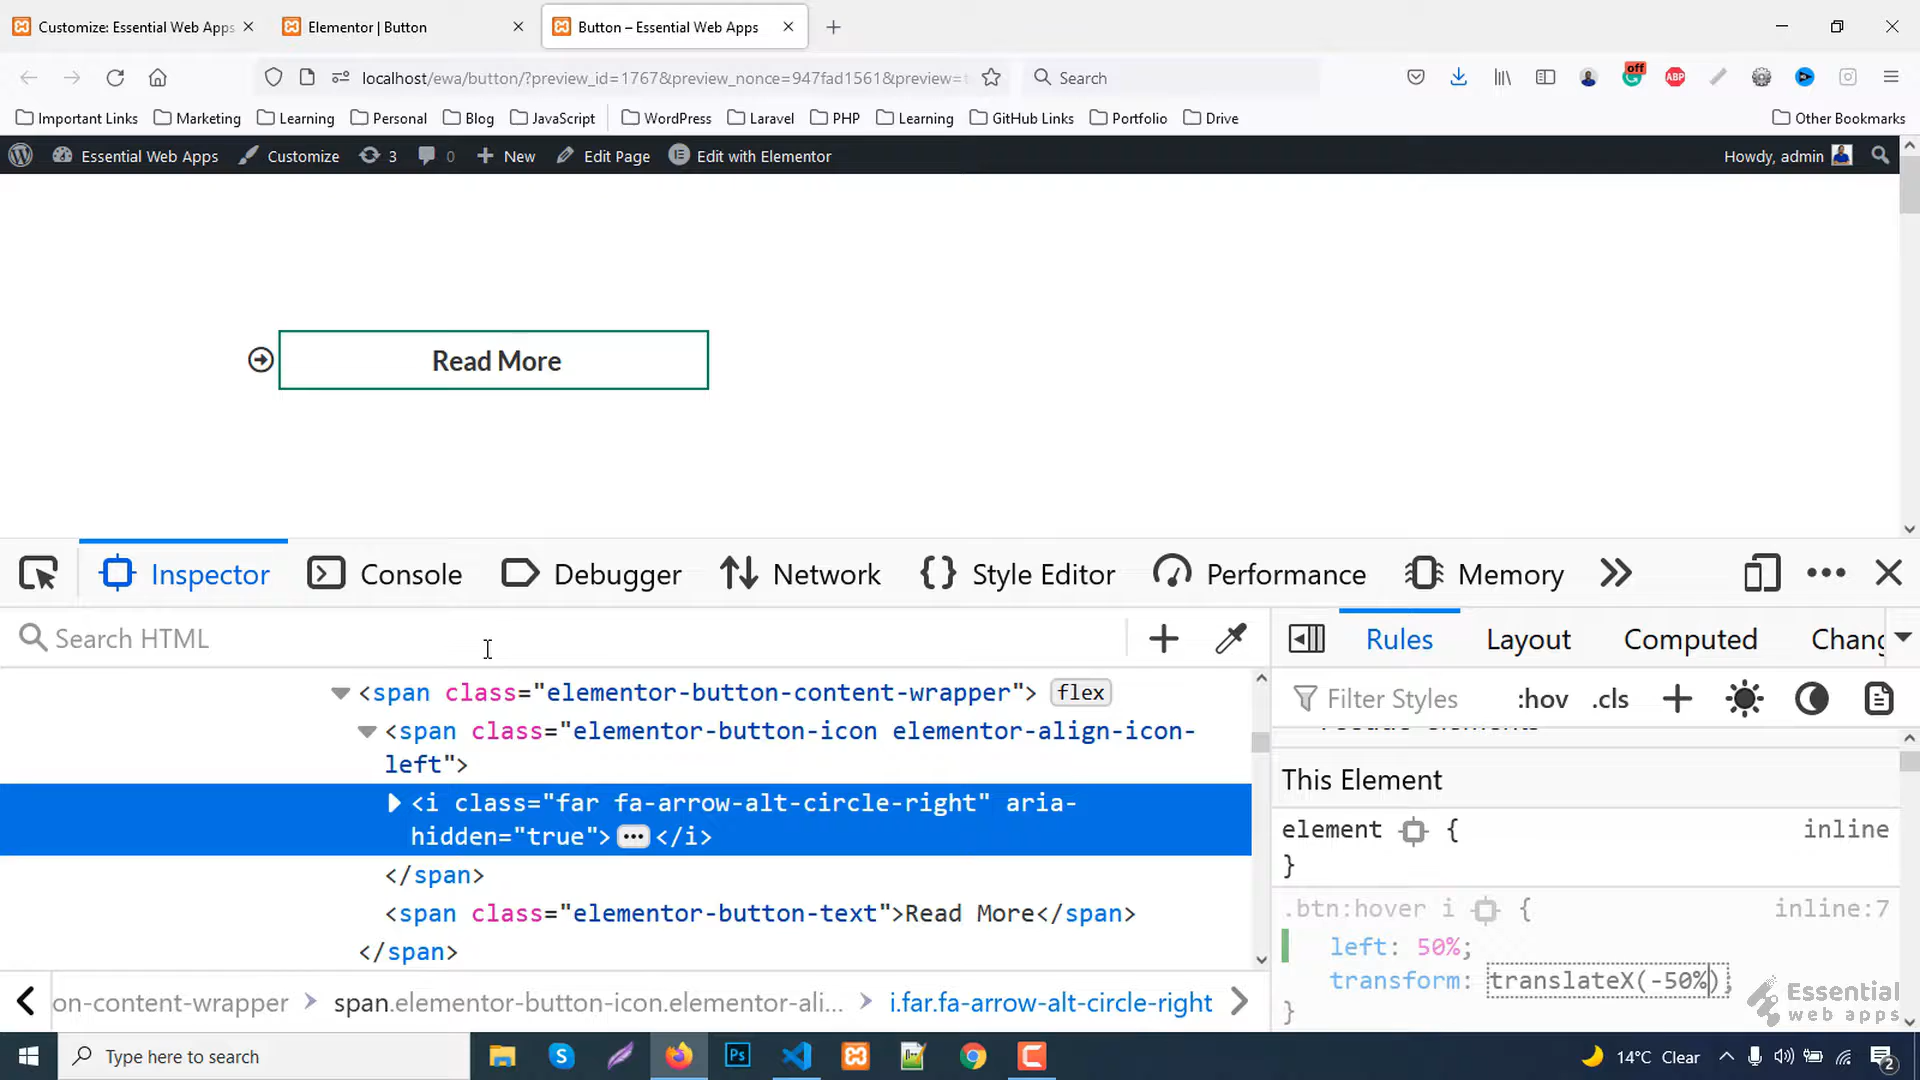 Customize: Essential Web Apps
Elementor | Button
Button – Essential Web Apps
localhost/ewa/button/?preview_id=1767&preview_nonce=947fad1561&preview=t
Search
off
ABP
Important Links
Marketing
Learning
Personal
Blog
JavaScript
WordPress
Laravel
PHP
Learning
GitHub Links
Portfolio
Drive
Other Bookmarks
Essential Web Apps
Customize
3
0
New
Edit Page
Edit with Elementor
Howdy, admin
Read More
Inspector
Console
Debugger
Network
Style Editor
Performance
Memory
Search HTML
Rules
Layout
Computed
Chang
<span class="elementor-button-content-wrapper"> flex
<span class="elementor-button-icon elementor-align-icon-
left">
<i class="far fa-arrow-alt-circle-right" aria-
hidden="true"> ••• </i>
</span>
<span class="elementor-button-text">Read More</span>
</span>
Filter Styles
:hov
.cls
This Element
element { inline
}
.btn:hover i { inline:7
left: 50%;
transform: translateX(-50%);
}
on-content-wrapper
span.elementor-button-icon.elementor-ali...
i.far.fa-arrow-alt-circle-right
Essential
web apps
Type here to search
Ps
14°C Clear
2